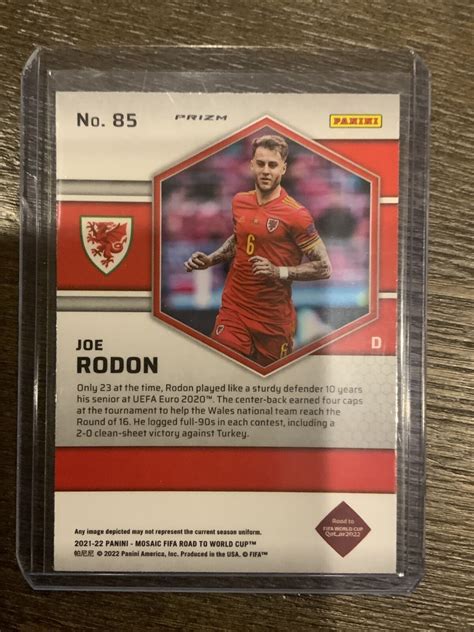 No. 85
PRIZM
PANINI
6
JOE
RODON
D
Only 23 at the time, Rodon played like a sturdy defender 10 years
his senior at UEFA Euro 2020™. The center-back earned four caps
at the tournament to help the Wales national team reach the
Round of 16. He logged full-90s in each contest, including a
2-0 clean-sheet victory against Turkey.
Any image depicted may not represent the current season uniform.
2021-22 PANINI - MOSAIC FIFA ROAD TO WORLD CUP™
帕尼尼 © 2022 Panini America, Inc. Produced in the USA. © FIFA™
Road to
FIFA WORLD CUP
Qatar2022